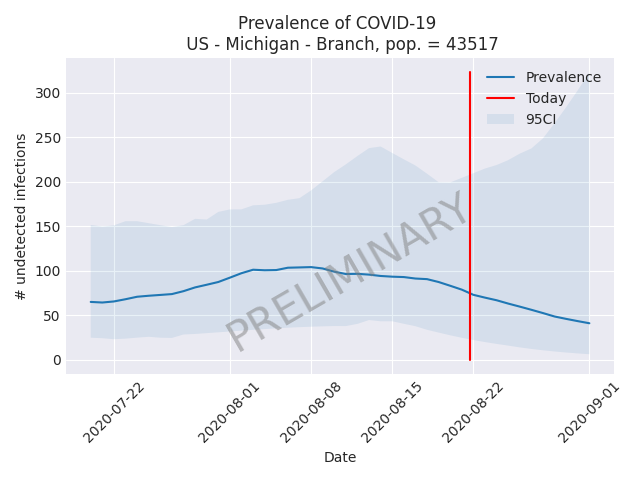 Prevalence of COVID-19
US - Michigan - Branch, pop. = 43517
Prevalence
Today
95CI
300
250
200
150
100
50
0
# undetected infections
PRELIMINARY
2020-07-22
2020-08-01
2020-08-08
2020-08-15
2020-08-22
2020-09-01
Date